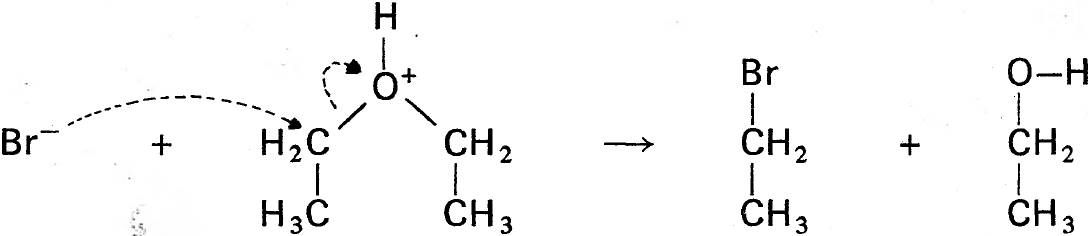 H
O⁺
Br
O–H
Br⁻ + H₂C CH₂ → CH₂ + CH₂
H₃C CH₃ CH₃ CH₃